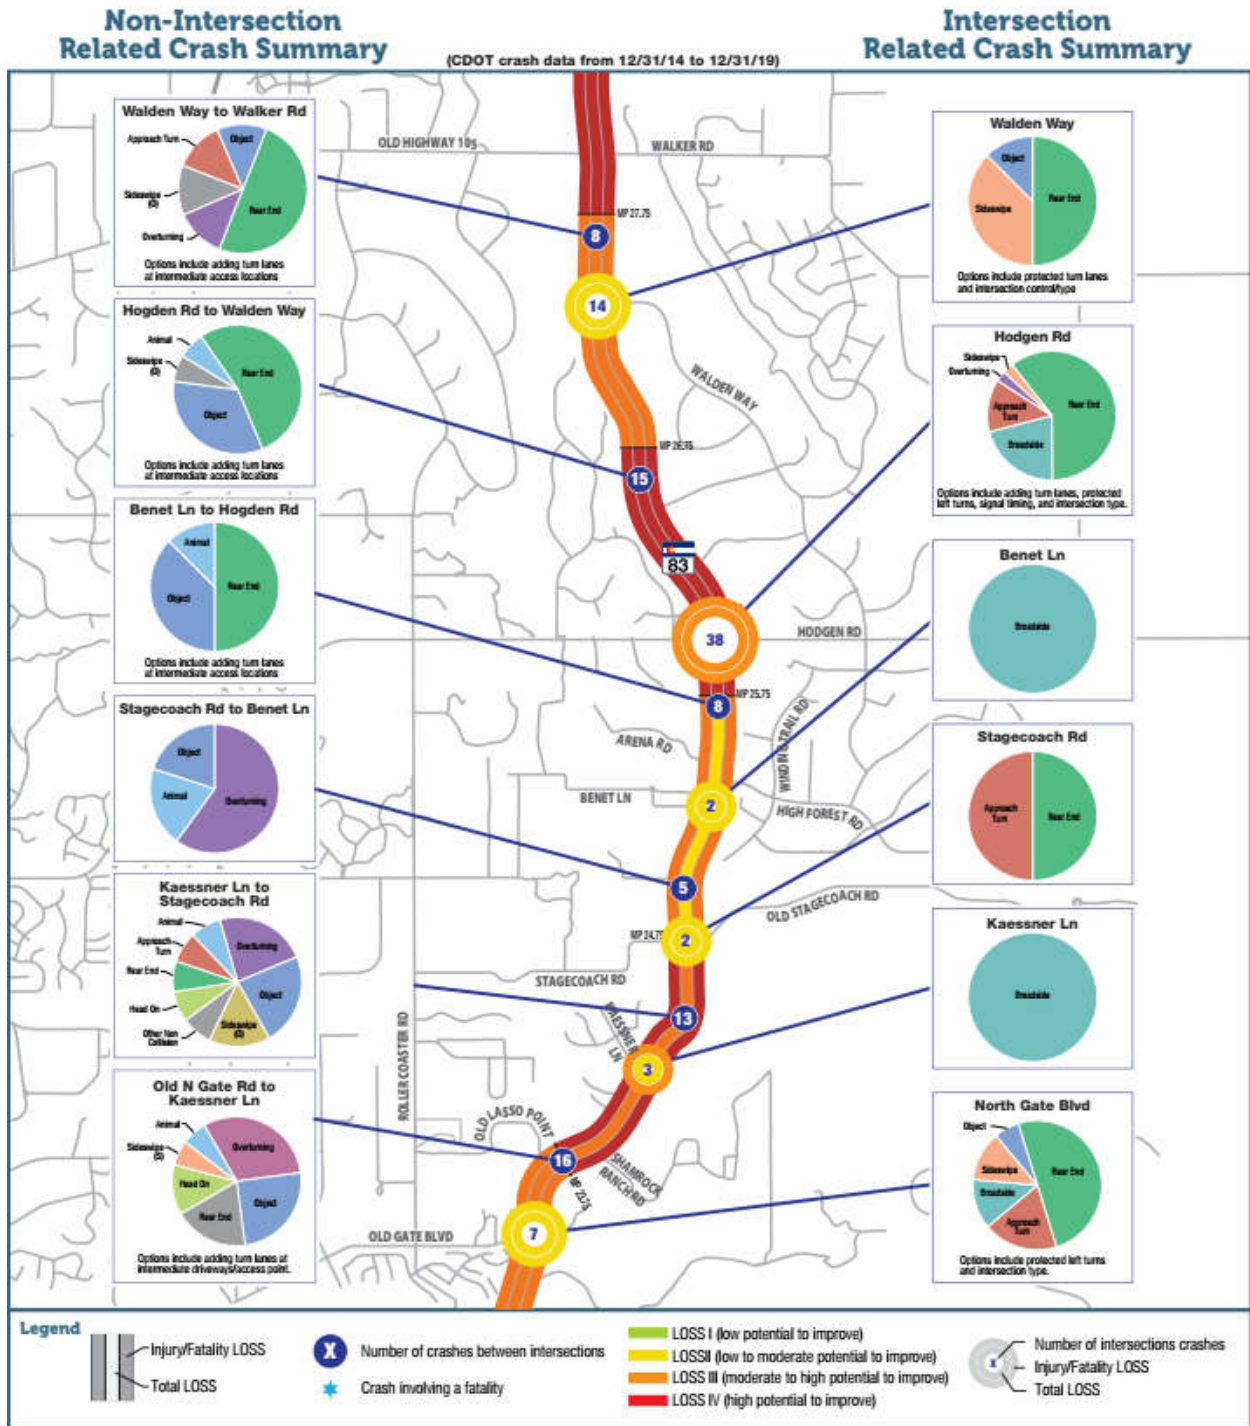 Non-Intersection
Related Crash Summary
Intersection
Related Crash Summary
(CDOT crash data from 12/31/14 to 12/31/19)
Walden Way to Walker Rd
Approach Turn
Object
Sideswipe
(O)
Rear End
Overturning
Options include adding turn lanes
at intermediate access locations
Hogden Rd to Walden Way
Animal
Sideswipe
(O)
Rear End
Object
Options include adding turn lanes
at intermediate access locations
Benet Ln to Hogden Rd
Animal
Object
Rear End
Options include adding turn lanes
at intermediate access locations
Stagecoach Rd to Benet Ln
Object
Animal
Overturning
Kaessner Ln to
Stagecoach Rd
Animal
Approach
Turn
Overturning
Rear End
Object
Head On
Sideswipe
(O)
Other Non
Collision
Old N Gate Rd to
Kaessner Ln
Animal
Overturning
Sideswipe
(S)
Head On
Object
Rear End
Options include adding turn lanes at
intermediate driveways/access point.
OLD HIGHWAY 105
WALKER RD
MP 27.75
8
14
WALDEN WAY
MP 26.75
15
83
38
HODGEN RD
MP 25.75
8
ARENA RD
WINDING TRAIL RD
BENET LN
2
HIGH FOREST RD
5
OLD STAGECOACH RD
MP 24.75
2
STAGECOACH RD
13
KAESSNER
LN
3
ROLLER COASTER RD
OLD LASSO POINT
16
SHAMROCK
RANCH RD
MP 23.75
OLD GATE BLVD
7
Walden Way
Object
Sideswipe
Rear End
Options include protected turn lanes
and intersection control/type
Hodgen Rd
Sideswipe
Overturning
Rear End
Approach
Turn
Broadside
Options include adding turn lanes, protected
left turns, signal timing, and intersection type.
Benet Ln
Broadside
Stagecoach Rd
Approach
Turn
Rear End
Kaessner Ln
Broadside
North Gate Blvd
Object
Sideswipe
Rear End
Broadside
Approach
Turn
Options include protected left turns
and intersection type.
Legend
Injury/Fatality LOSS
Total LOSS
X
Number of crashes between intersections
Crash involving a fatality
LOSS I (low potential to improve)
LOSSII (low to moderate potential to improve)
LOSS III (moderate to high potential to improve)
LOSS IV (high potential to improve)
X
Number of intersections crashes
Injury/Fatality LOSS
Total LOSS